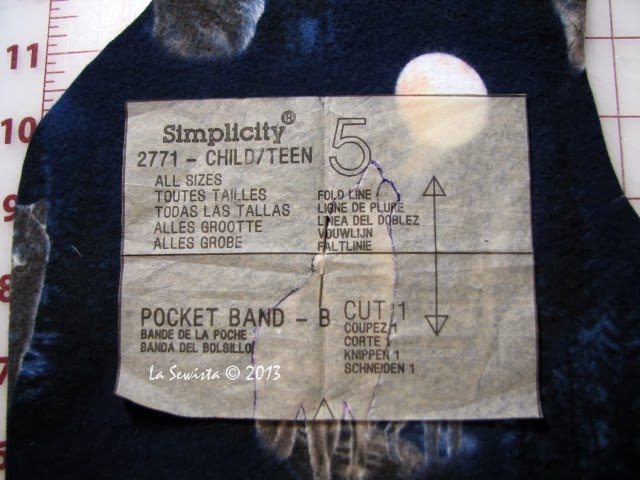 Simplicity®
2771 - CHILD/TEEN
5
ALL SIZES
TOUTES TAILLES
TODAS LAS TALLAS
ALLES GROOTTE
ALLES GROBE
FOLD LINE
LIGNE DE PLURE
LINEA DEL DOBLEZ
VOUWLIJN
FALTLINIE
POCKET BAND - B
BANDE DE LA POCHE
BANDA DEL BOLSILLO
CUT 1
COUPEZ 1
CORTE 1
KNIPPEN 1
SCHNEIDEN 1
La Sewista © 2013
11
10
9
8
7
6